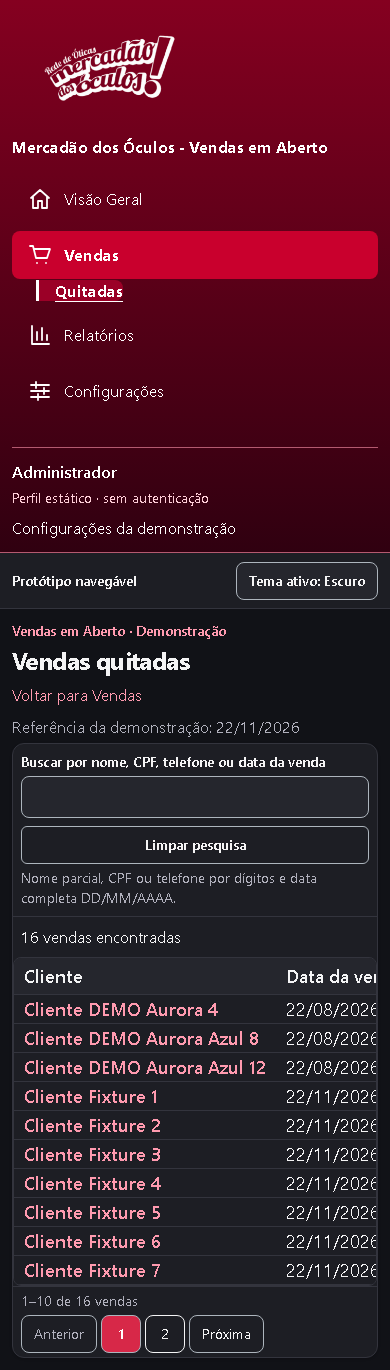 Rede de Óticas
mercadão
dos óculos!
Mercadão dos Óculos - Vendas em Aberto
Visão Geral
Vendas
Quitadas
Relatórios
Configurações
Administrador
Perfil estático · sem autenticação
Configurações da demonstração
Protótipo navegável
Tema ativo: Escuro
Vendas em Aberto · Demonstração
Vendas quitadas
Voltar para Vendas
Referência da demonstração: 22/11/2026
Buscar por nome, CPF, telefone ou data da venda
Limpar pesquisa
Nome parcial, CPF ou telefone por dígitos e data
completa DD/MM/AAAA.
16 vendas encontradas
Cliente Data da ven
Cliente DEMO Aurora 4 22/08/2026
Cliente DEMO Aurora Azul 8 22/08/2026
Cliente DEMO Aurora Azul 12 22/08/2026
Cliente Fixture 1 22/11/2026
Cliente Fixture 2 22/11/2026
Cliente Fixture 3 22/11/2026
Cliente Fixture 4 22/11/2026
Cliente Fixture 5 22/11/2026
Cliente Fixture 6 22/11/2026
Cliente Fixture 7 22/11/2026
1–10 de 16 vendas
Anterior 1 2 Próxima